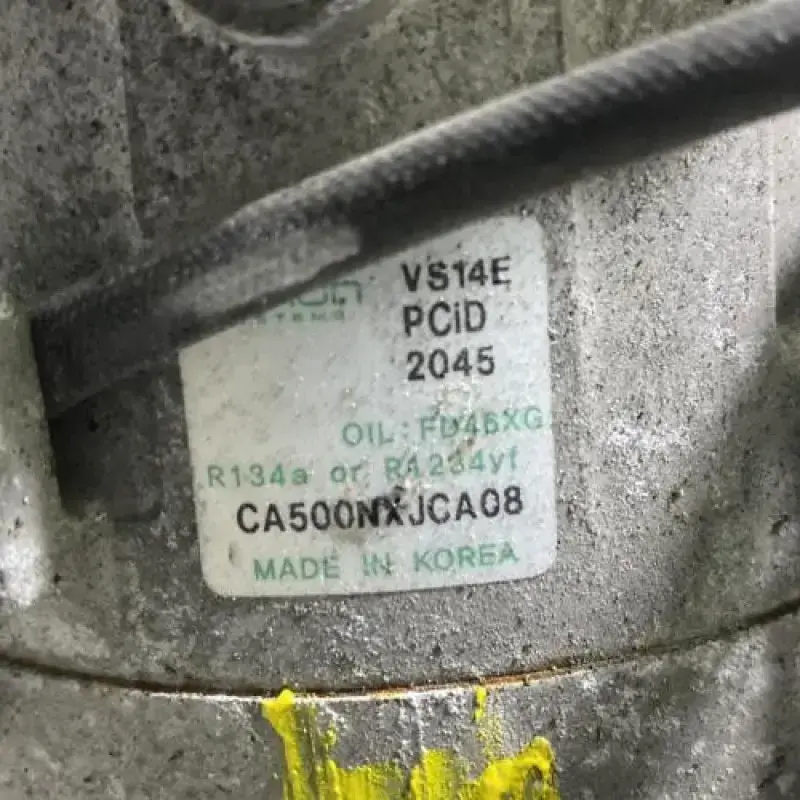 VS14E
PCiD
2045
OIL: FD46XG
R134a or R1234yf
CA500NXJCA08
MADE IN KOREA